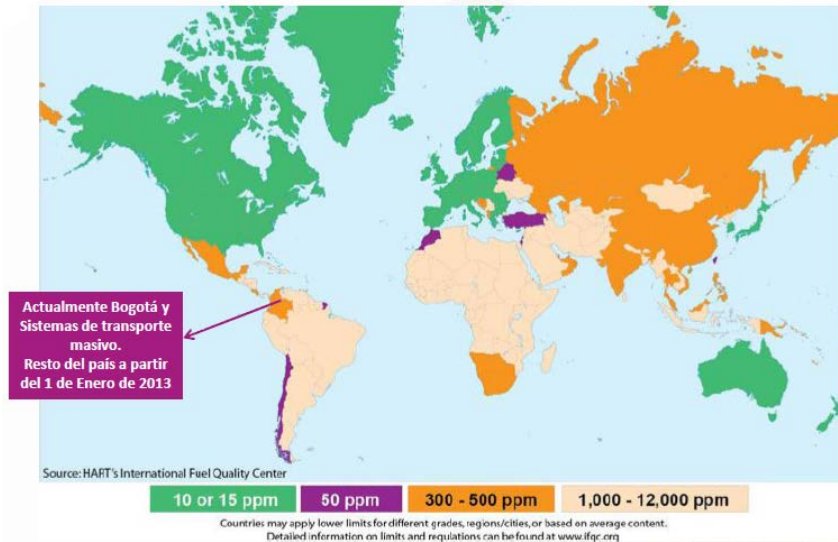 Actualmente Bogotá y
Sistemas de transporte
masivo.
Resto del país a partir
del 1 de Enero de 2013
Source: HART's International Fuel Quality Center
10 or 15 ppm
50 ppm
300 - 500 ppm
1,000 - 12,000 ppm
Countries may apply lower limits for different grades, regions/cities, or based on average content.
Detailed information on limits and regulations can be found at www.ifqc.org